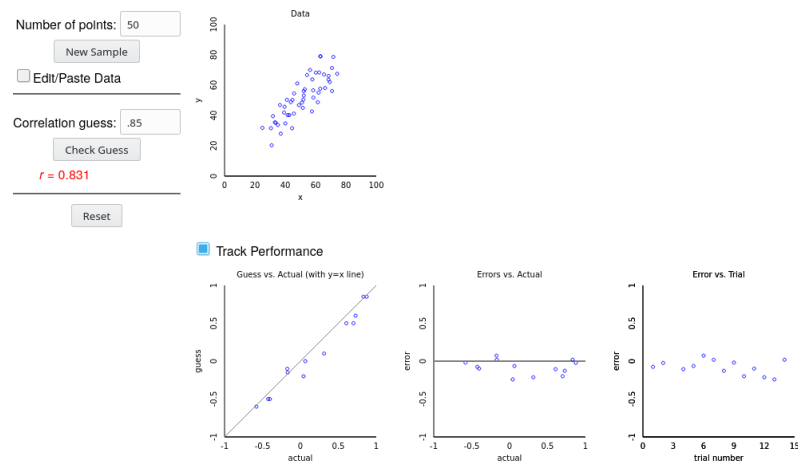 Number of points: 50
New Sample
Edit/Paste Data
Correlation guess: .85
Check Guess
r = 0.831
Reset
Data
100
80
60
40
20
0
y
0 20 40 60 80 100
x
Track Performance
Guess vs. Actual (with y=x line)
1
0.5
0
-0.5
-1
guess
-1 -0.5 0 0.5 1
actual
Errors vs. Actual
1
0.5
0
-0.5
-1
error
-1 -0.5 0 0.5 1
actual
Error vs. Trial
1
0.5
0
-0.5
-1
error
0 3 6 9 12 15
trial number